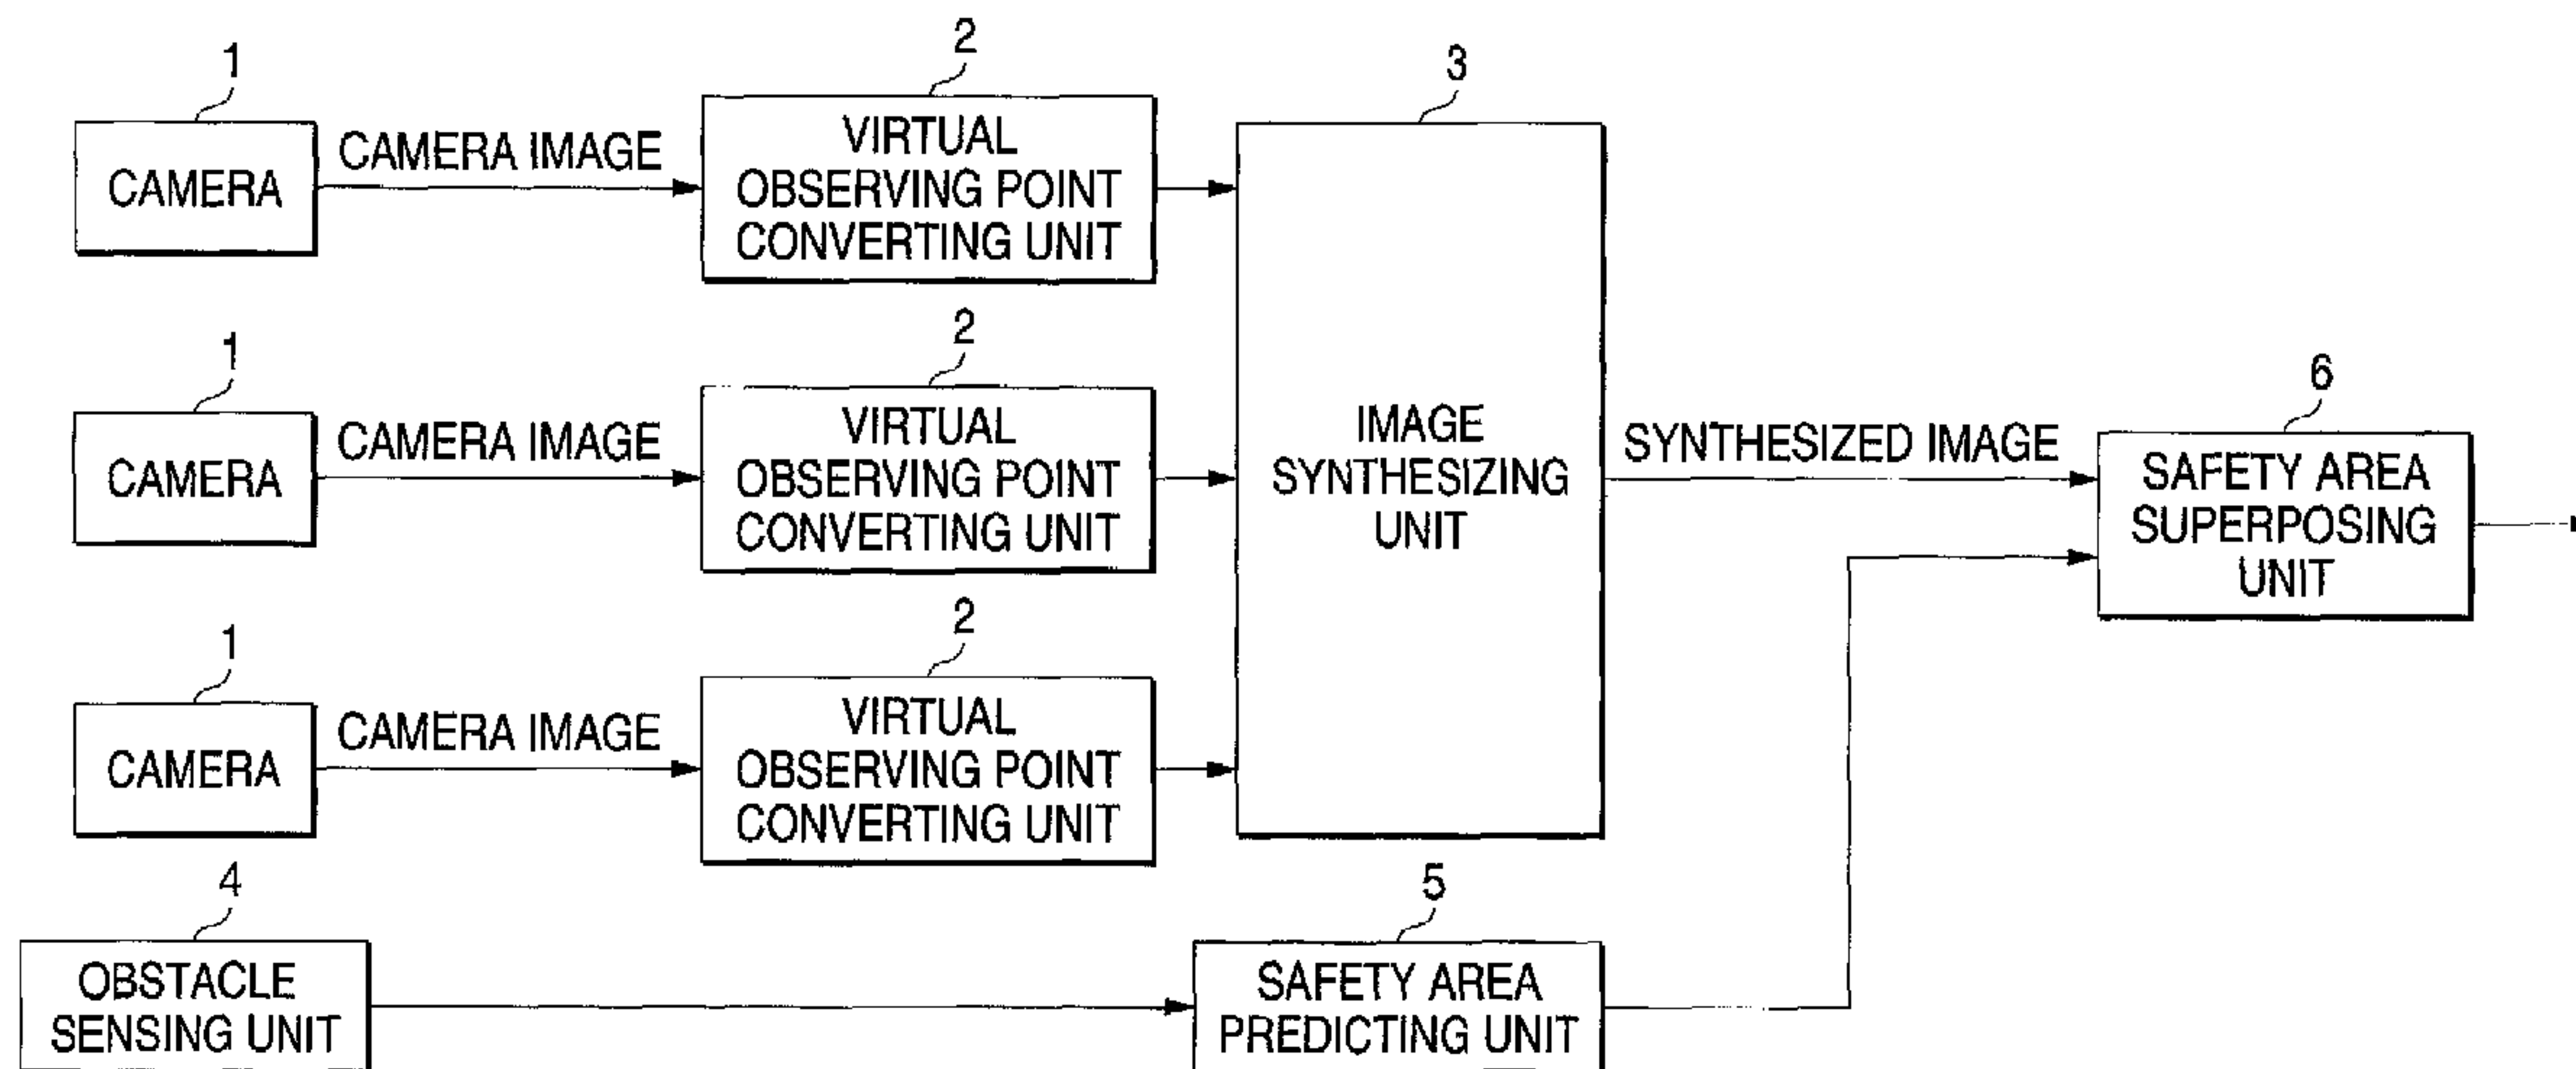 1
CAMERA
CAMERA IMAGE
2
VIRTUAL
OBSERVING POINT
CONVERTING UNIT
3
IMAGE
SYNTHESIZING
UNIT
1
CAMERA
CAMERA IMAGE
2
VIRTUAL
OBSERVING POINT
CONVERTING UNIT
SYNTHESIZED IMAGE
6
SAFETY AREA
SUPERPOSING
UNIT
1
CAMERA
CAMERA IMAGE
2
VIRTUAL
OBSERVING POINT
CONVERTING UNIT
4
OBSTACLE
SENSING UNIT
5
SAFETY AREA
PREDICTING UNIT